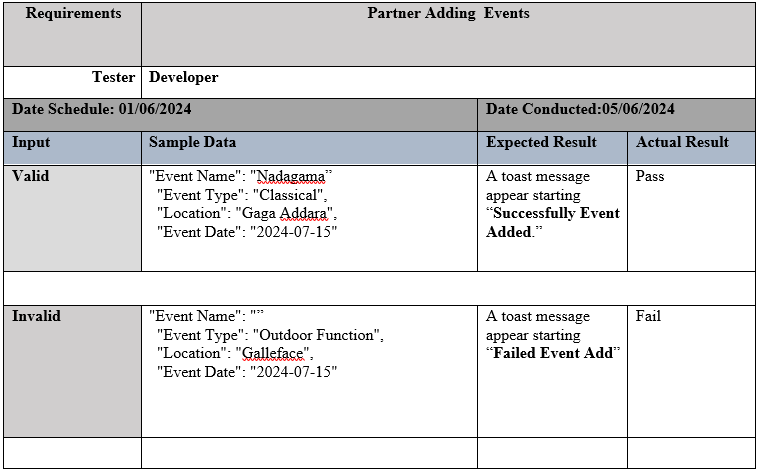 Requirements
Partner Adding Events
Tester
Developer
Date Schedule: 01/06/2024
Date Conducted:05/06/2024
Input
Sample Data
Expected Result
Actual Result
Valid
"Event Name": "Nadagama”
"Event Type": "Classical",
"Location": "Gaga Addara",
"Event Date": "2024-07-15"
A toast message
appear starting
“Successfully Event
Added.”
Pass
Invalid
"Event Name": "”
"Event Type": "Outdoor Function",
"Location": "Galleface",
"Event Date": "2024-07-15"
A toast message
appear starting
“Failed Event Add”
Fail